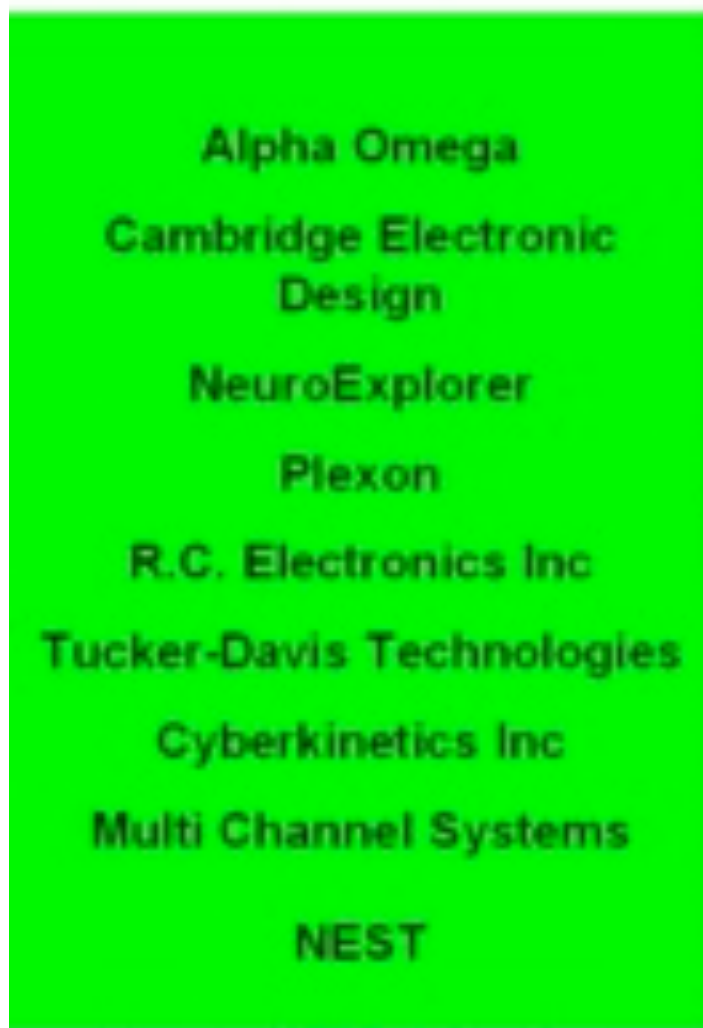 Alpha Omega
Cambridge Electronic
Design
NeuroExplorer
Plexon
R.C. Electronics Inc
Tucker-Davis Technologies
Cyberkinetics Inc
Multi Channel Systems
NEST